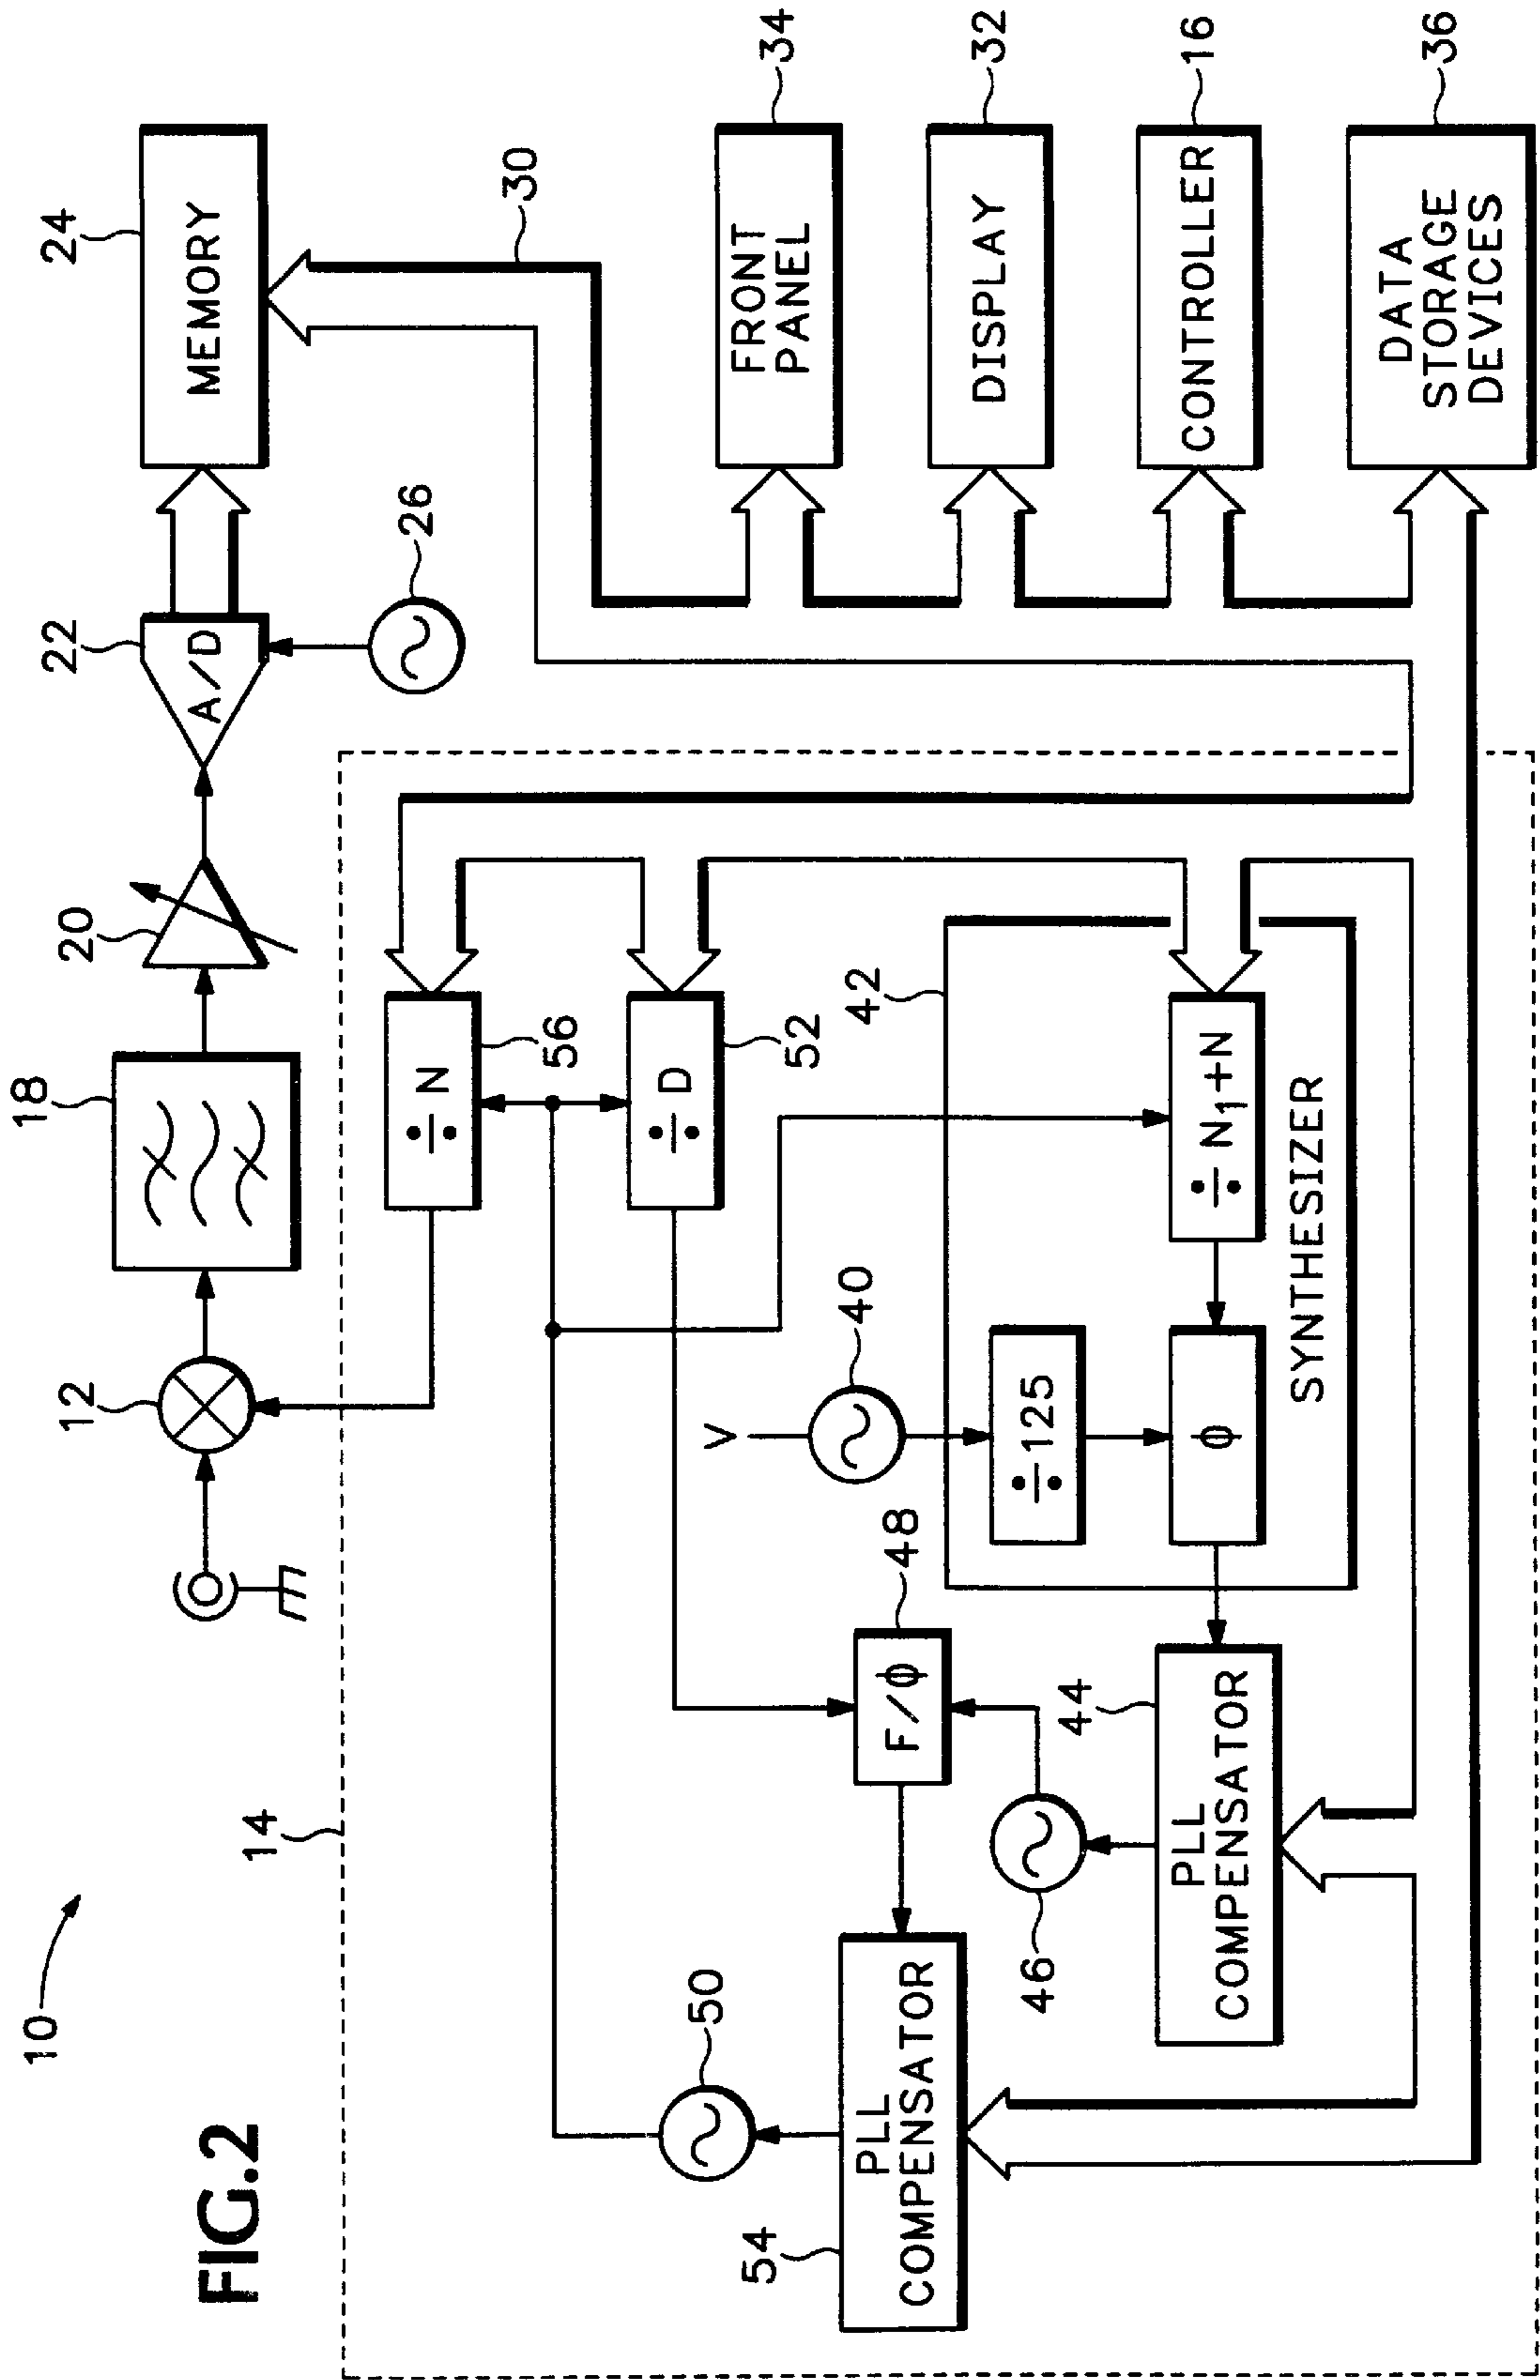 FIG.2
10
14
12
18
20
22
A/D
24
MEMORY
26
30
÷ N
56
÷ D
52
50
54
PLL
COMPENSATOR
F/ϕ
48
V
40
42
46
44
PLL
COMPENSATOR
÷125
ϕ
÷ N₁+N
SYNTHESIZER
FRONT
PANEL
34
DISPLAY
32
CONTROLLER
16
DATA
STORAGE
DEVICES
36